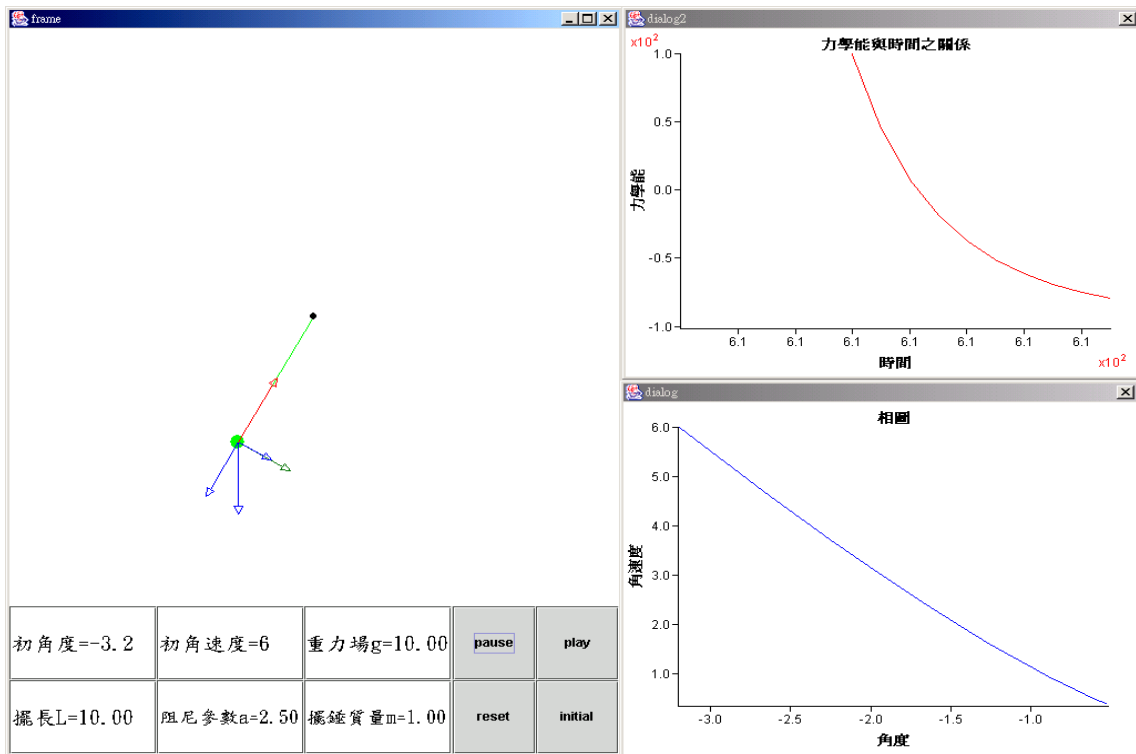 frame
初角度=-3.2
初角速度=6
重力場g=10.00
pause
play
擺長L=10.00
阻尼參數a=2.50
擺錘質量m=1.00
reset
initial
dialog2
力學能與時間之關係
x10²
1.0
0.5
0.0
-0.5
-1.0
力學能
6.1 6.1 6.1 6.1 6.1 6.1 6.1
時間
x10²
dialog
相圖
6.0
5.0
4.0
3.0
2.0
1.0
角速度
-3.0 -2.5 -2.0 -1.5 -1.0
角度